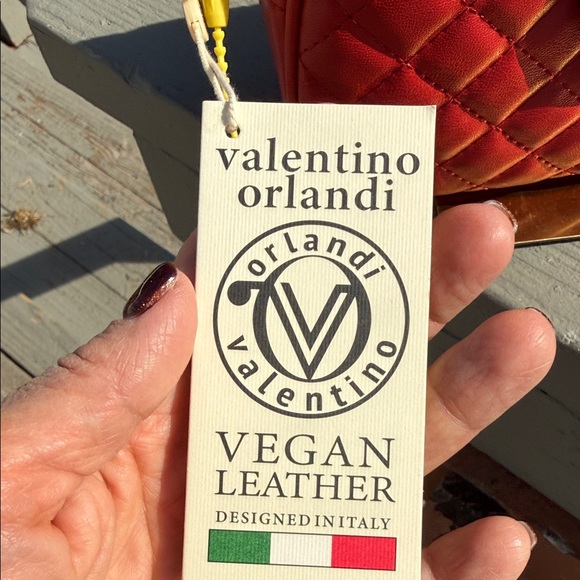 valentino
orlandi
orlandi
valentino
VEGAN
LEATHER
DESIGNED IN ITALY